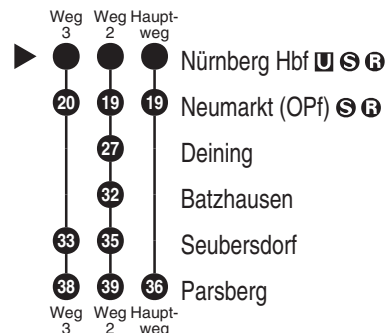 Weg Weg Haupt-
3 2 weg
Nürnberg Hbf U S R
20 19 19 Neumarkt (OPf) S R
27 Deining
32 Batzhausen
33 35 Seubersdorf
38 39 36 Parsberg
Weg Weg Haupt-
3 2 weg